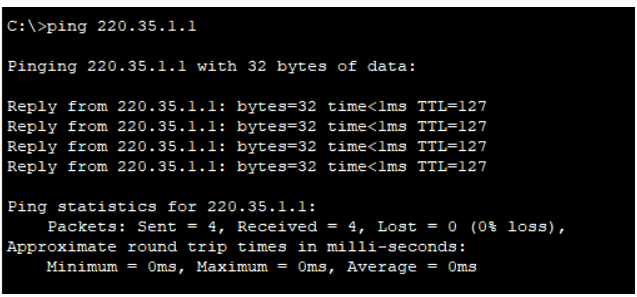 C:\>ping 220.35.1.1
Pinging 220.35.1.1 with 32 bytes of data:
Reply from 220.35.1.1: bytes=32 time<1ms TTL=127
Reply from 220.35.1.1: bytes=32 time<1ms TTL=127
Reply from 220.35.1.1: bytes=32 time<1ms TTL=127
Reply from 220.35.1.1: bytes=32 time<1ms TTL=127
Ping statistics for 220.35.1.1:
Packets: Sent = 4, Received = 4, Lost = 0 (0% loss),
Approximate round trip times in milli-seconds:
Minimum = 0ms, Maximum = 0ms, Average = 0ms